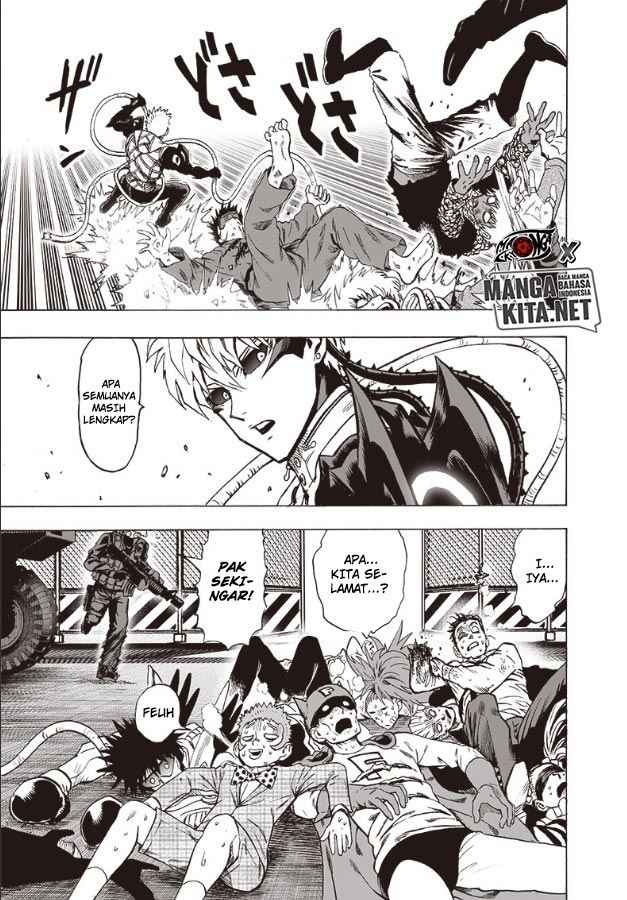 ザン
どさ
どさ
X
MANGA
BACA MANGA
BAHASA
INDONESIA
KITA.NET
APA
SEMUANYA
MASIH
LENGKAP?
I...
IYA...
APA...
KITA SE-
LAMAT...?
PAK
SEKI-
NGAR!
FEUH
F